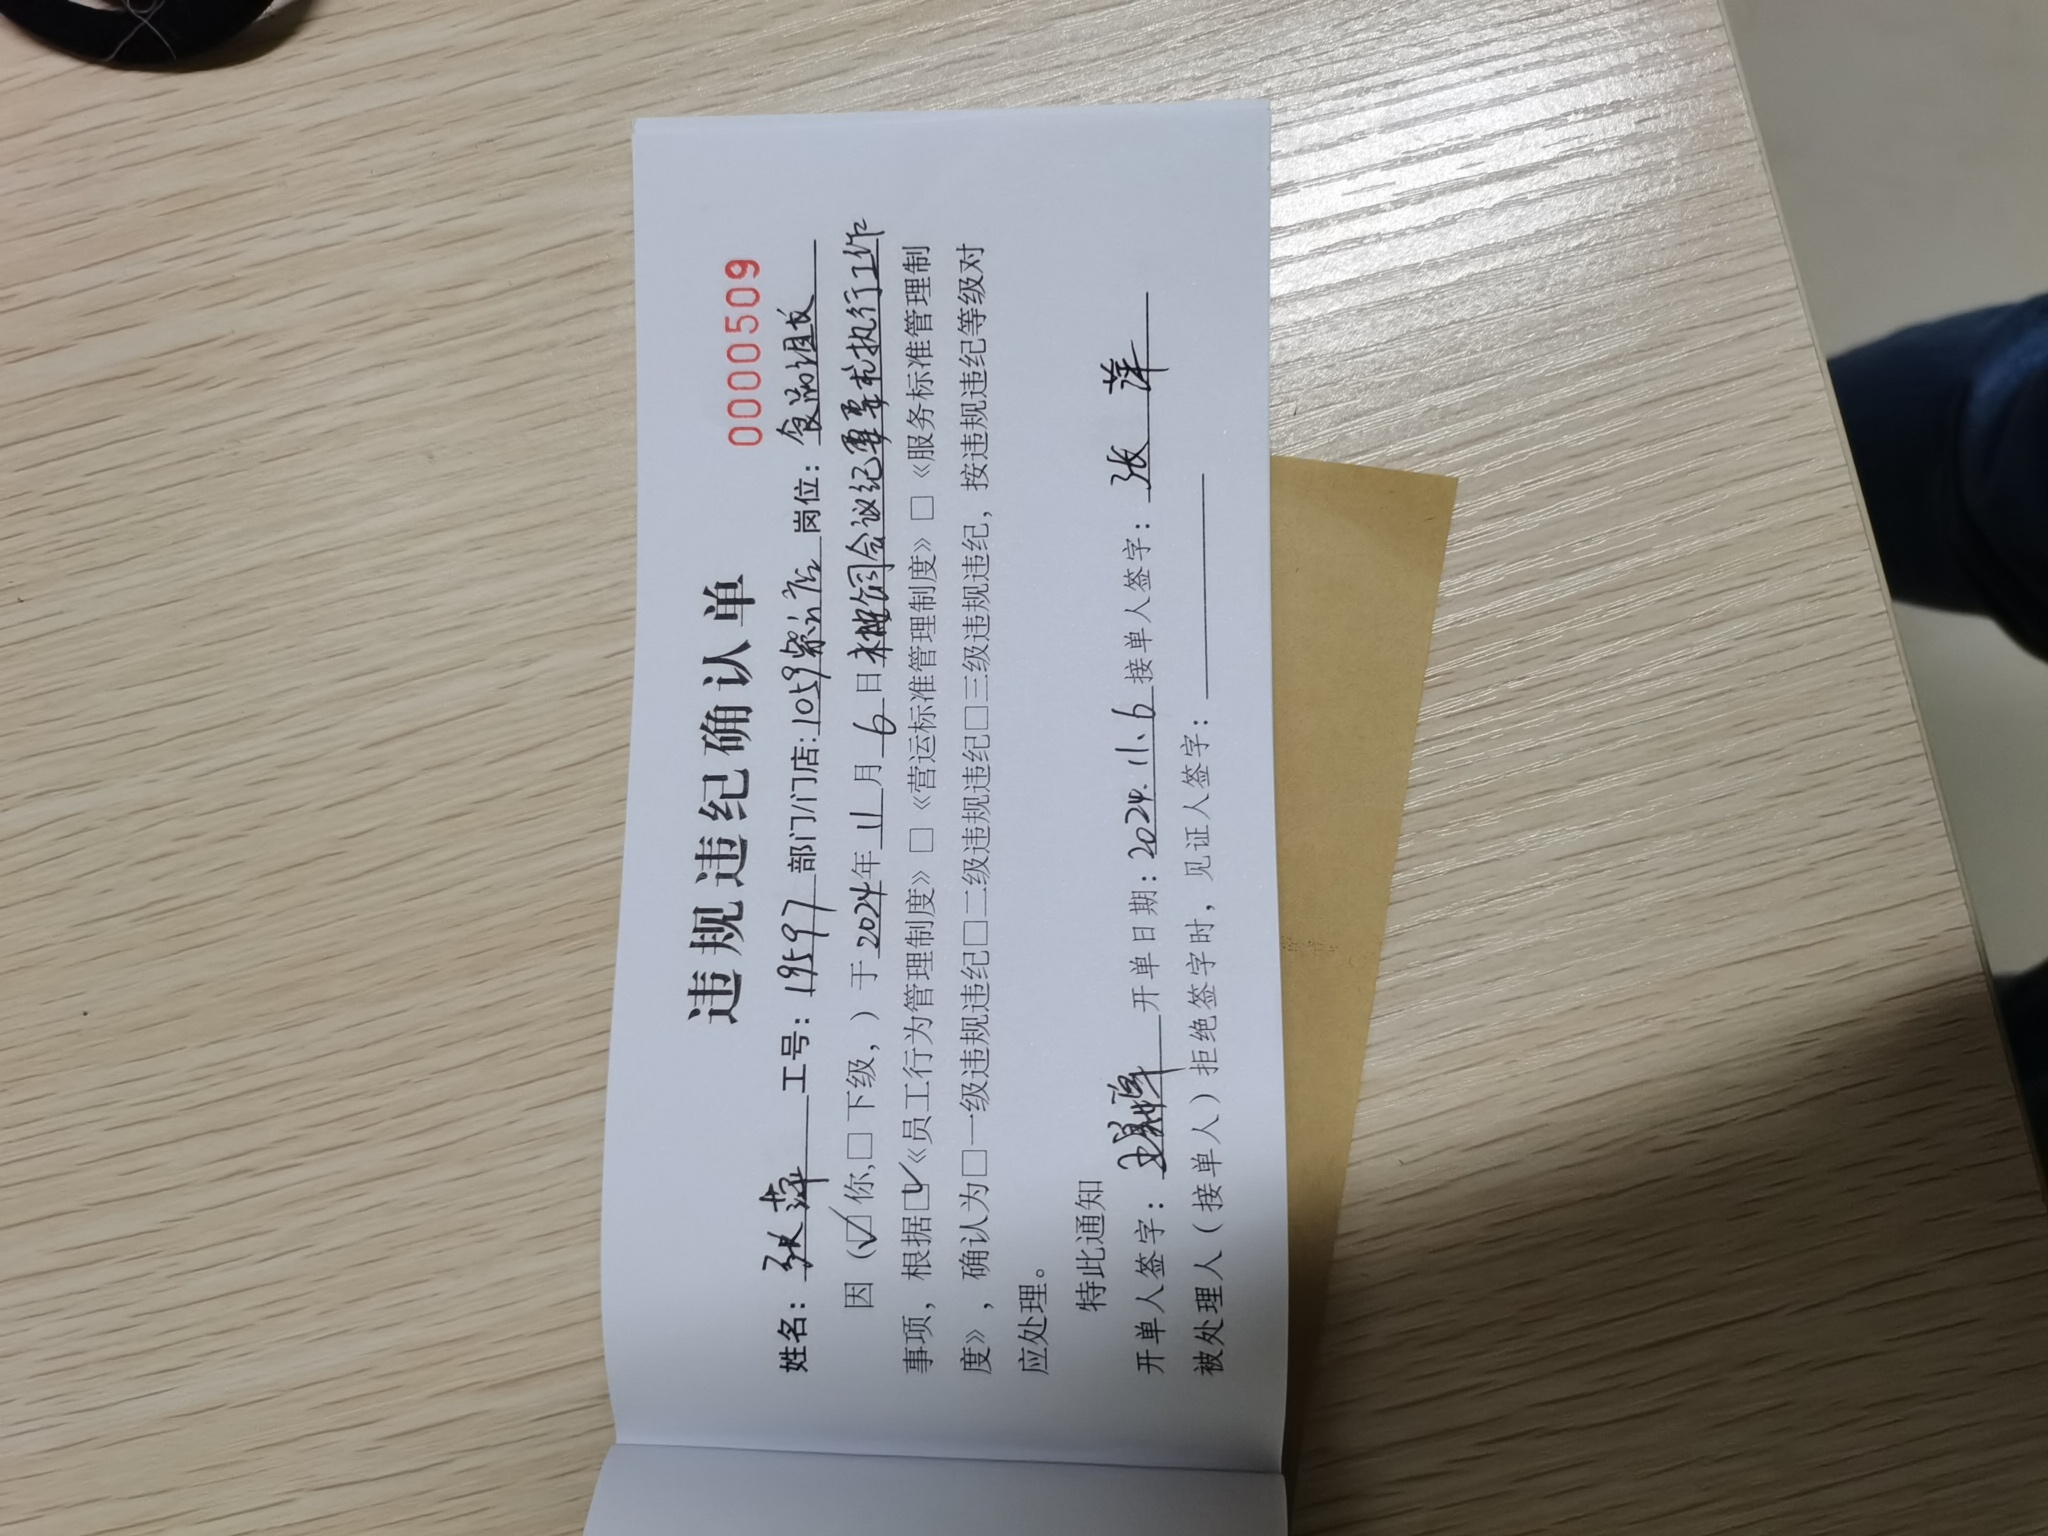 违规违纪确认单
0000509
姓名：张萍 工号：19597 部门/门店:1059紫云店 岗位：食品组长
因（☑你,□下级，）于2024年11月6日未按合同会议纪要要求执行工作
事项，根据☑《员工行为管理制度》□《营运标准管理制度》□《服务标准管理制
度》，确认为□一级违规违纪□二级违规违纪□三级违规违纪，按违规违纪等级对
应处理。
特此通知
开单人签字： 开单日期：2024.11.6 接单人签字：张萍
被处理人（接单人）拒绝签字时，见证人签字：